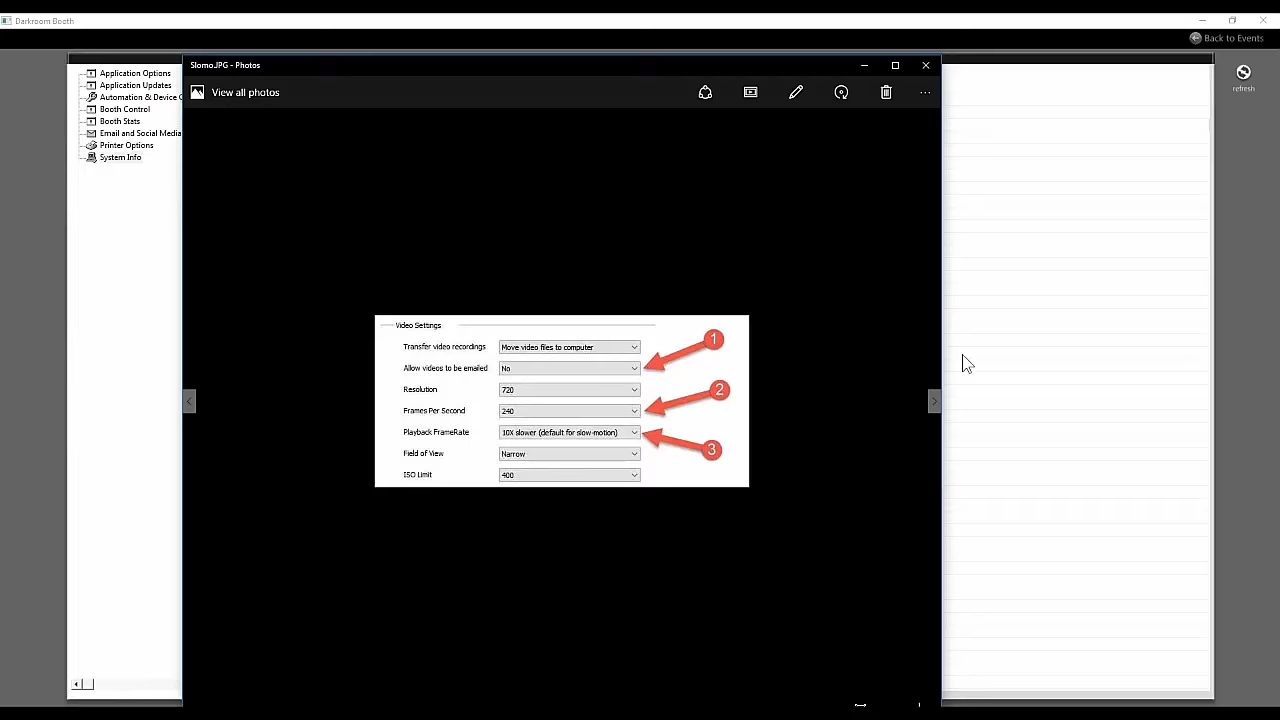 Darkroom Booth
Back to Events
refresh
Application Options
Application Updates
Automation & Device
Booth Control
Booth Stats
Email and Social Media
Printer Options
System Info
SlomoJPG - Photos
View all photos
Video Settings
Transfer video recordings Move video files to computer
Allow videos to be emailed No
Resolution 720
Frames Per Second 240
Playback FrameRate 10X slower (default for slow-motion)
Field of View Narrow
ISO Limit 400
1
2
3